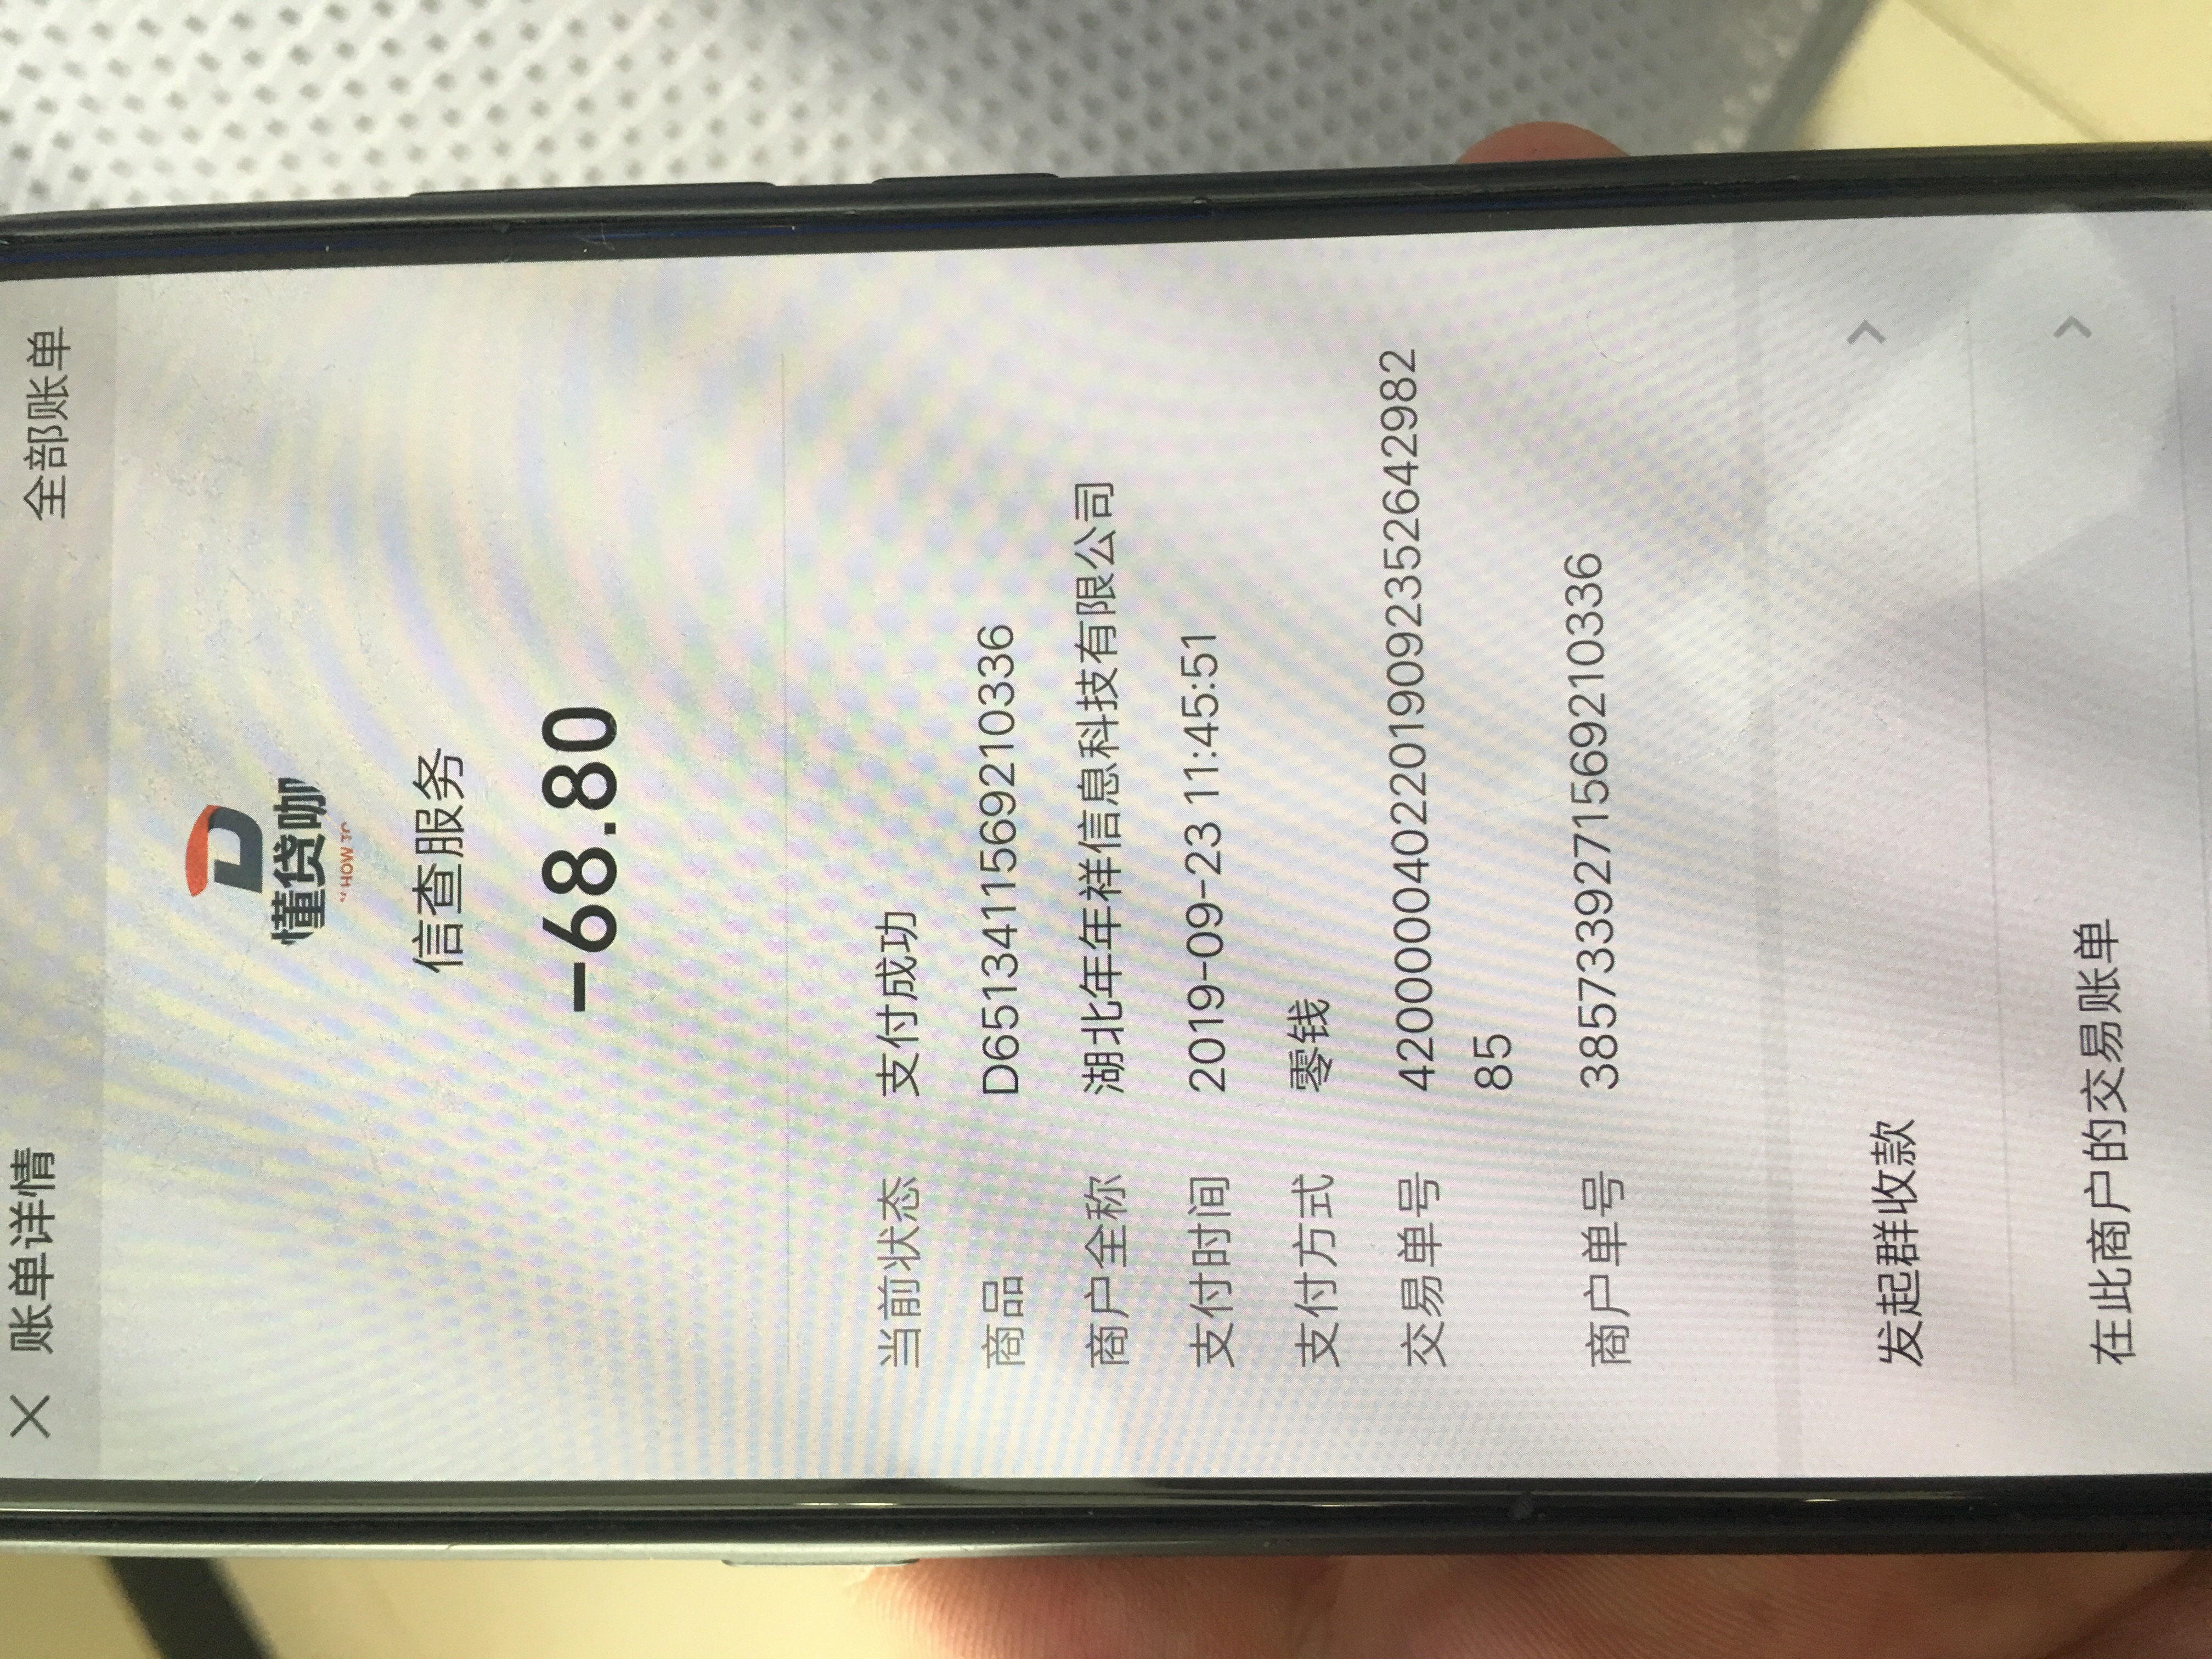 账单详情
全部账单
懂贷咖
HOW TO
信查服务
-68.80
当前状态 支付成功
商品 D6513411569210336
商户全称 湖北年年祥信息科技有限公司
支付时间 2019-09-23 11:45:51
支付方式 零钱
交易单号 42000004022019092352642982
85
商户单号 3857339271569210336
发起群收款
在此商户的交易账单